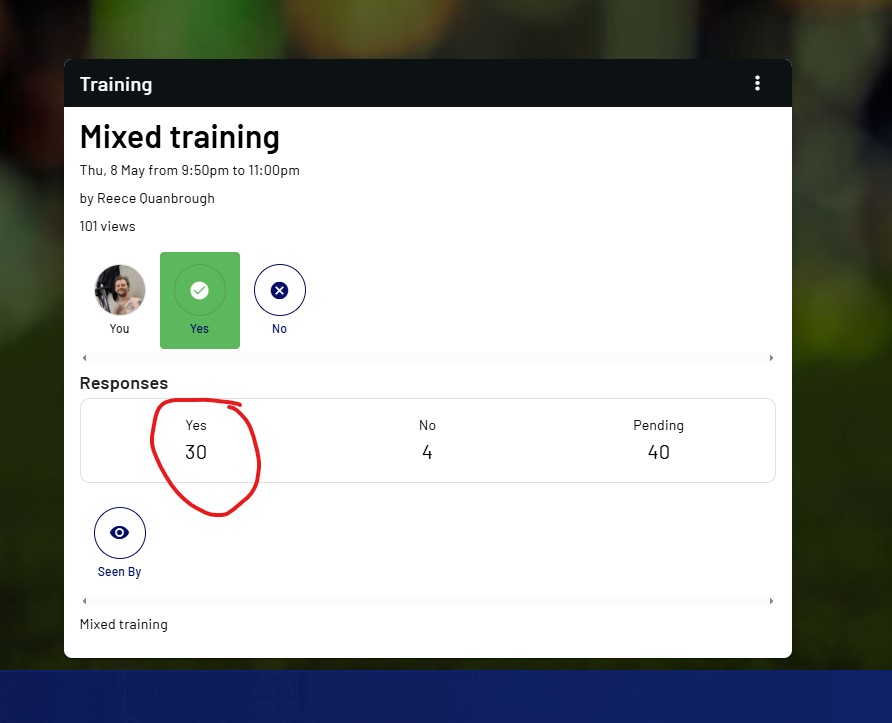 Training
Mixed training
Thu, 8 May from 9:50pm to 11:00pm
by Reece Quanbrough
101 views
You
Yes
No
Responses
Yes
No
Pending
30
4
40
Seen By
Mixed training